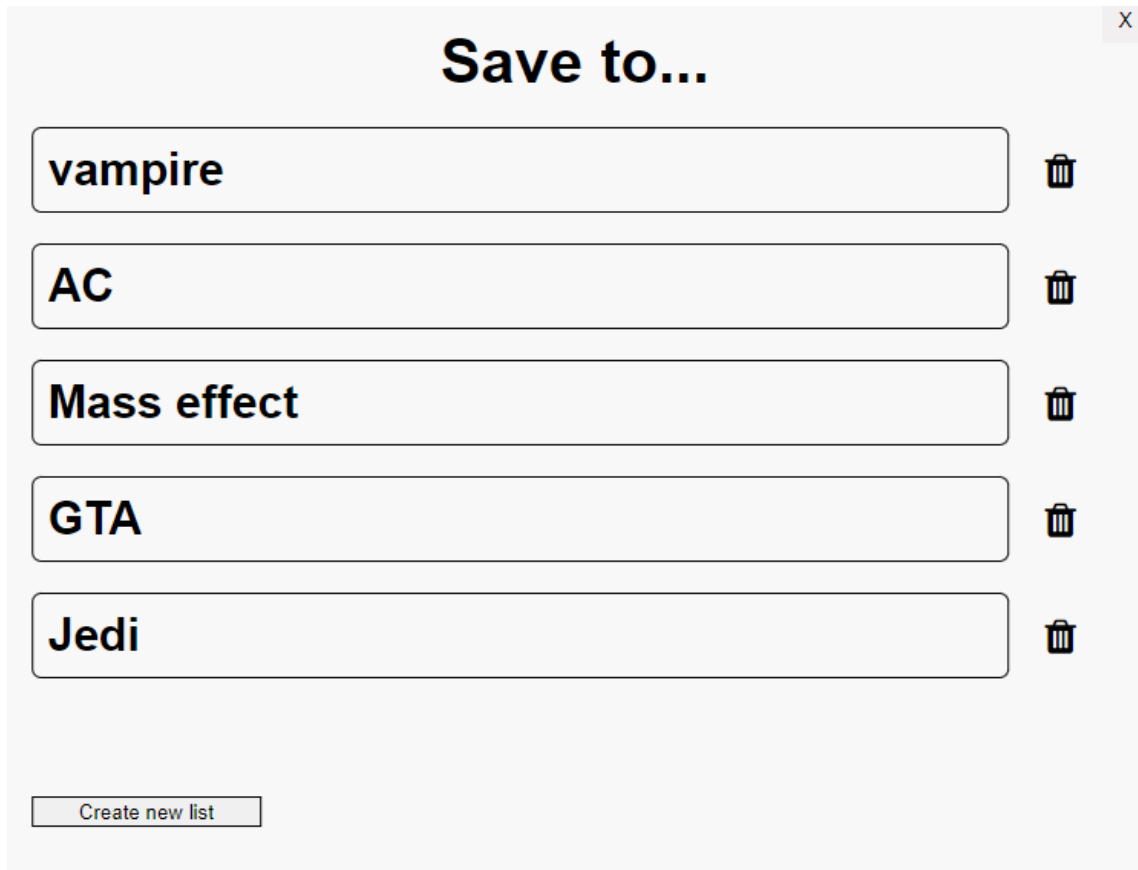 X
Save to...
vampire
AC
Mass effect
GTA
Jedi
Create new list